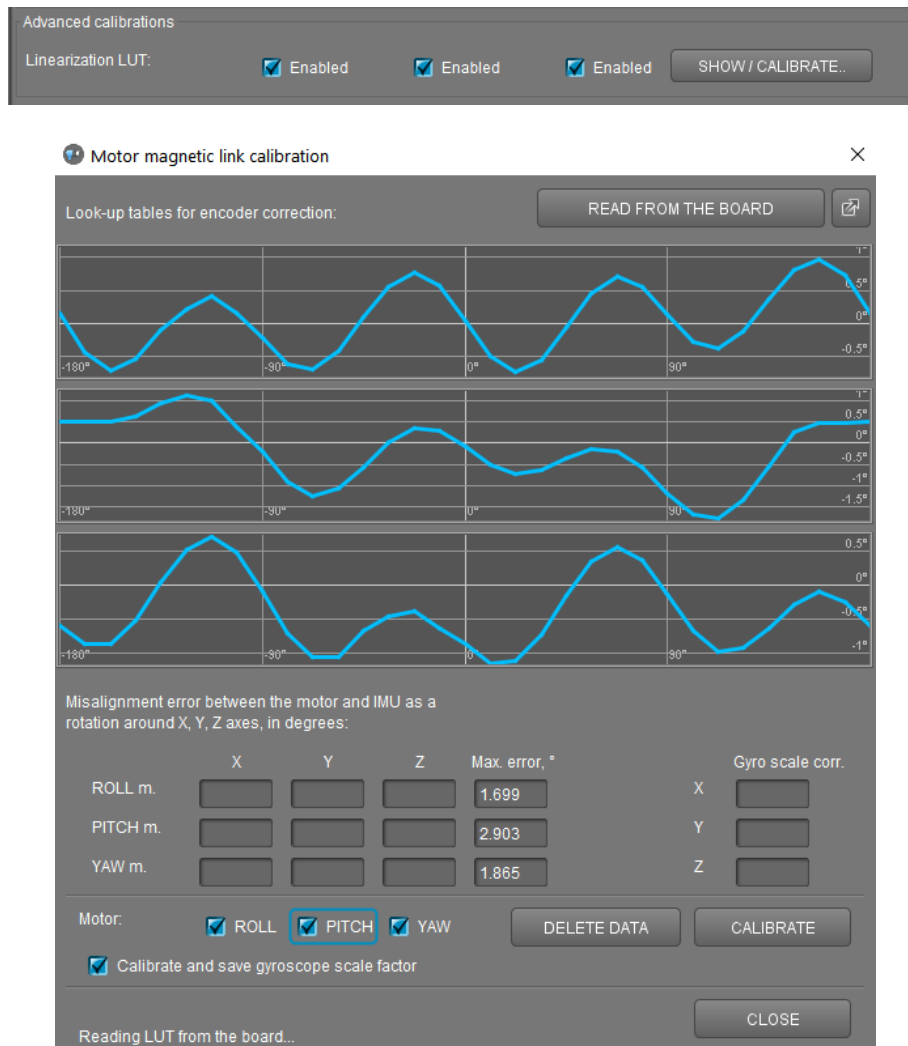 Advanced calibrations
Linearization LUT: Enabled Enabled Enabled SHOW / CALIBRATE..
Motor magnetic link calibration
Look-up tables for encoder correction: READ FROM THE BOARD
1°
0.5°
0°
-0.5°
-180° -90° 0° 90°
1°
0.5°
0°
-0.5°
-1°
-1.5°
-180° -90° 0° 90°
0.5°
0°
-0.5°
-1°
-180° -90° 0° 90°
Misalignment error between the motor and IMU as a
rotation around X, Y, Z axes, in degrees:
X Y Z Max. error, ° Gyro scale corr.
ROLL m. 1.699 X
PITCH m. 2.903 Y
YAW m. 1.865 Z
Motor: ROLL PITCH YAW DELETE DATA CALIBRATE
Calibrate and save gyroscope scale factor
CLOSE
Reading LUT from the board...